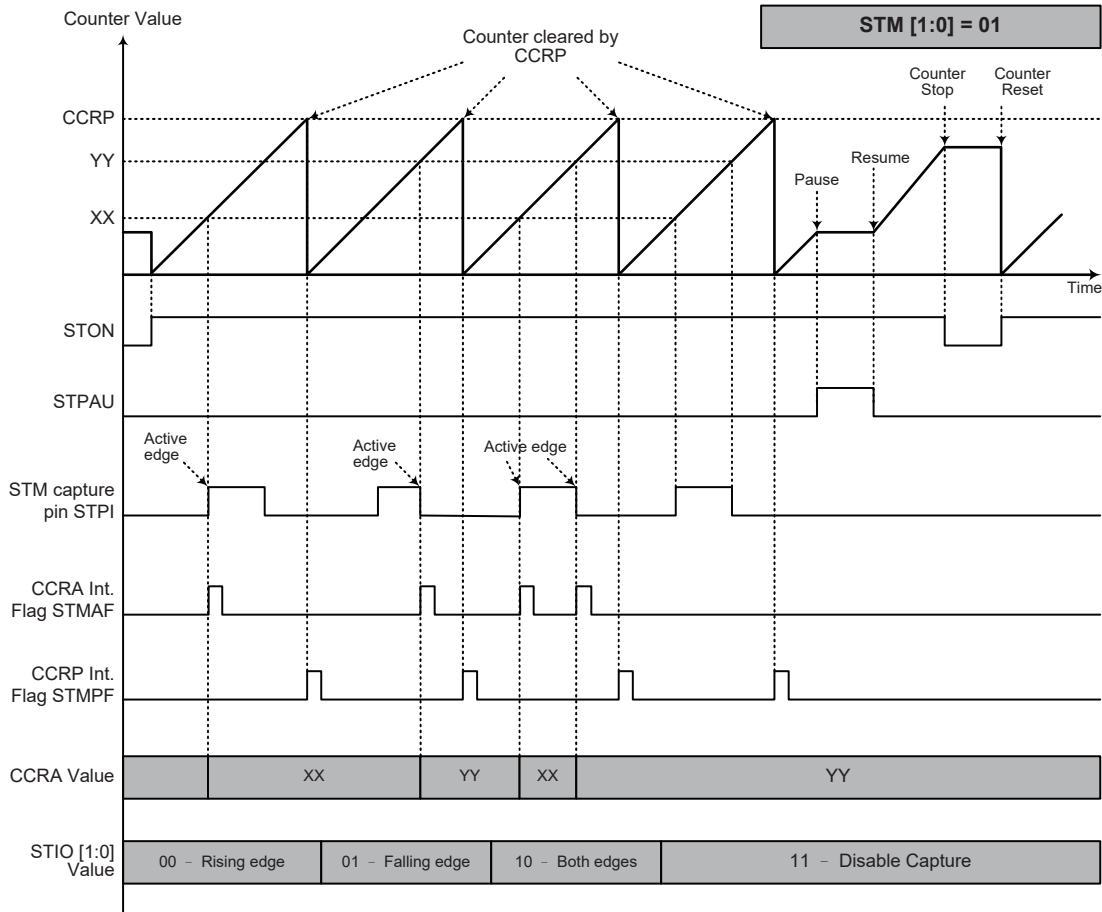 Counter Value
STM [1:0] = 01
Counter cleared by
CCRP
Counter
Stop
Counter
Reset
CCRP
YY
XX
Pause
Resume
Time
STON
STPAU
Active
edge
Active
edge
Active edge
STM capture
pin STPI
CCRA Int.
Flag STMAF
CCRP Int.
Flag STMPF
CCRA Value
XX
YY
XX
YY
STIO [1:0]
Value
00 – Rising edge
01 – Falling edge
10 – Both edges
11 – Disable Capture